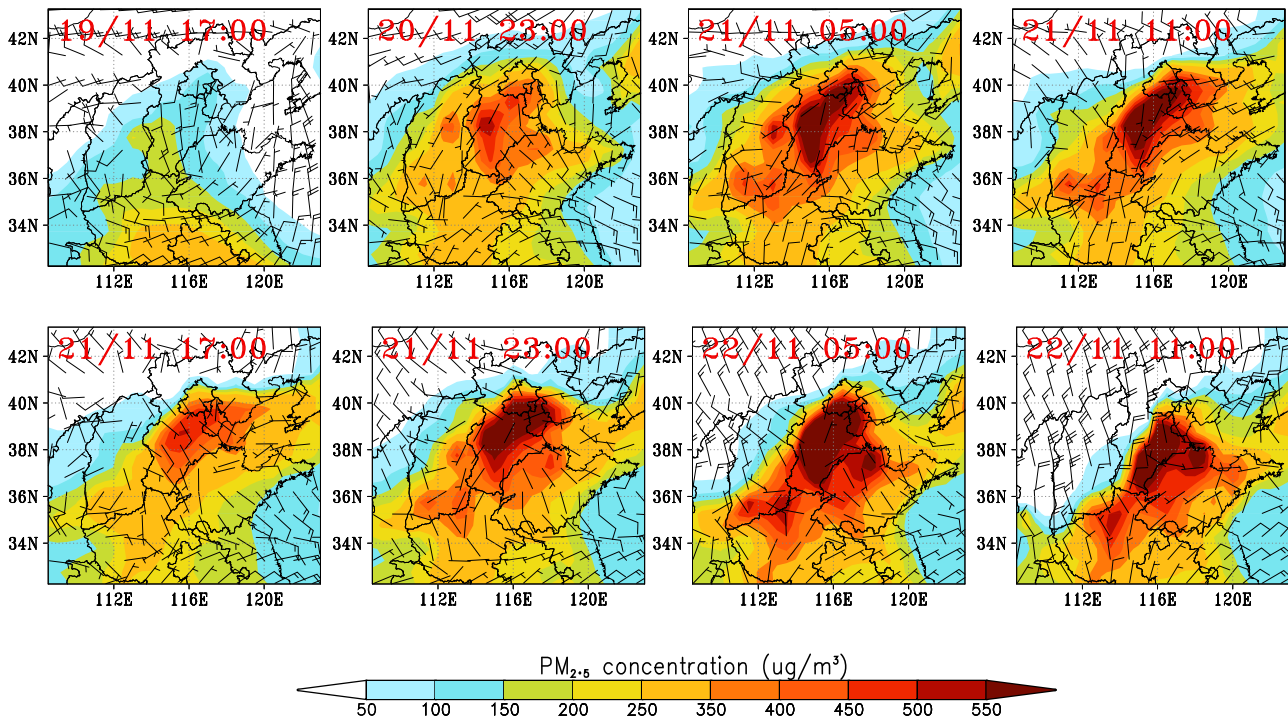 19/11 17:00
20/11 23:00
21/11 05:00
21/11 11:00
42N
40N
38N
36N
34N
112E 116E 120E
42N
40N
38N
36N
34N
112E 116E 120E
42N
40N
38N
36N
34N
112E 116E 120E
42N
40N
38N
36N
34N
112E 116E 120E
21/11 17:00
21/11 23:00
22/11 05:00
22/11 11:00
42N
40N
38N
36N
34N
112E 116E 120E
42N
40N
38N
36N
34N
112E 116E 120E
42N
40N
38N
36N
34N
112E 116E 120E
42N
40N
38N
36N
34N
112E 116E 120E
PM₂.₅ concentration (ug/m³)
50 100 150 200 250 350 400 450 500 550